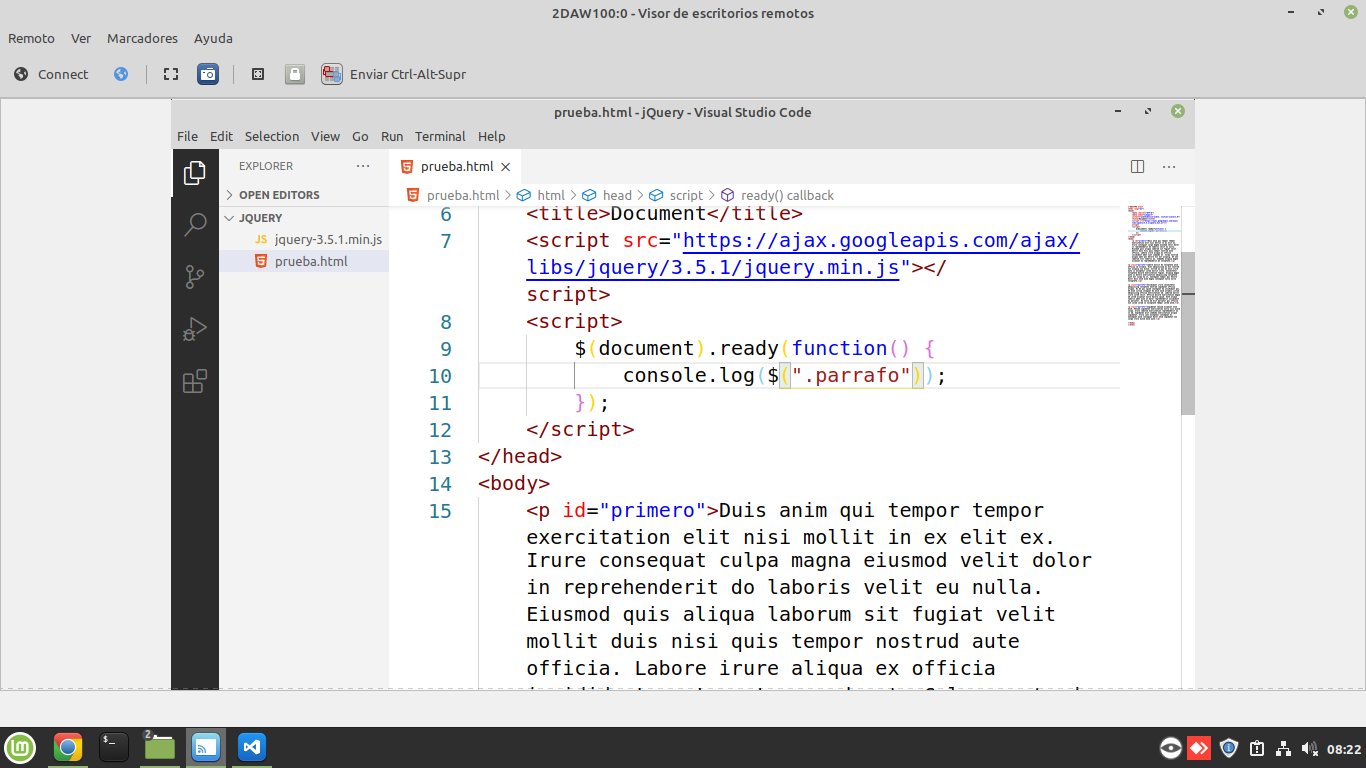 2DAW100:0 - Visor de escritorios remotos
Remoto Ver Marcadores Ayuda
Connect Enviar Ctrl-Alt-Supr
prueba.html - jQuery - Visual Studio Code
File Edit Selection View Go Run Terminal Help
EXPLORER ···
OPEN EDITORS
JQUERY
JS jquery-3.5.1.min.js
prueba.html
prueba.html
prueba.html > html > head > script > ready() callback
6 <title>Document</title>
7 <script src="https://ajax.googleapis.com/ajax/
libs/jquery/3.5.1/jquery.min.js"></
script>
8 <script>
9 $(document).ready(function() {
10 console.log($(".parrafo"));
11 });
12 </script>
13 </head>
14 <body>
15 <p id="primero">Duis anim qui tempor tempor
exercitation elit nisi mollit in ex elit ex.
Irure consequat culpa magna eiusmod velit dolor
in reprehenderit do laboris velit eu nulla.
Eiusmod quis aliqua laborum sit fugiat velit
mollit duis nisi quis tempor nostrud aute
officia. Labore irure aliqua ex officia
2
08:22